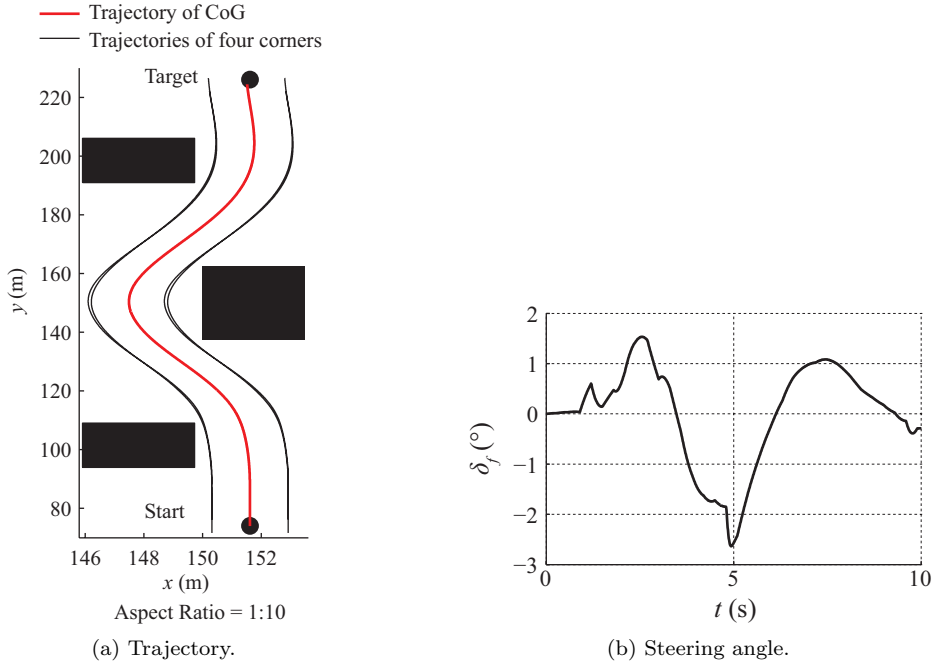 Trajectory of CoG
Trajectories of four corners
Target
220
200
180
160
140
120
100
80
y (m)
Start
146 148 150 152
x (m)
Aspect Ratio = 1:10
(a) Trajectory.
2
1
0
−1
−2
−3
δf (°)
0 5 10
t (s)
(b) Steering angle.